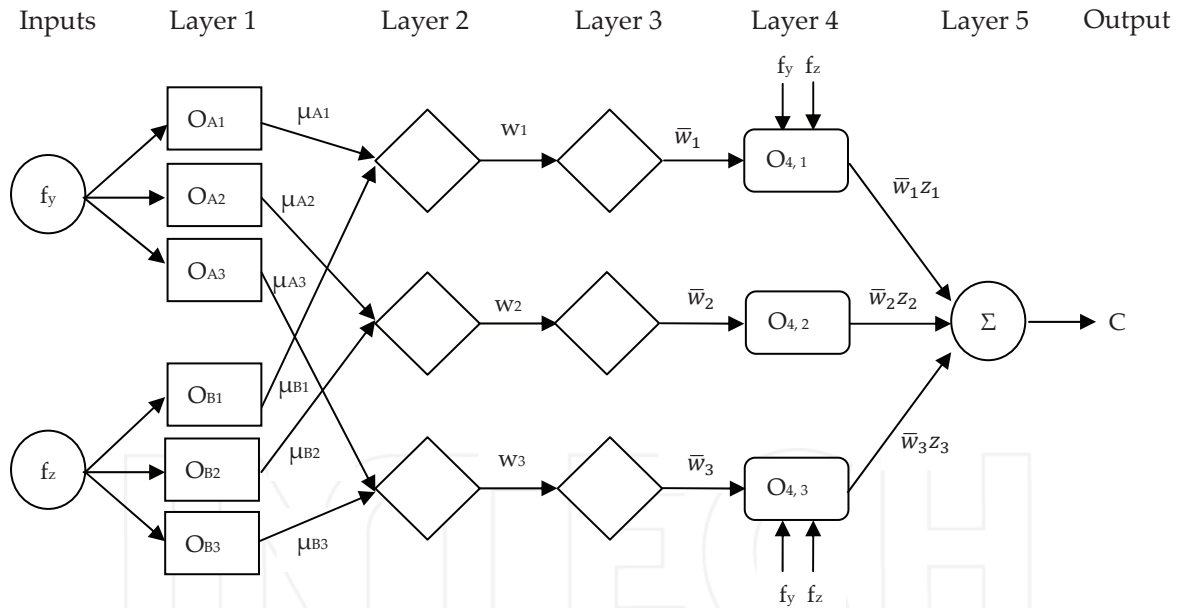 Inputs Layer 1 Layer 2 Layer 3 Layer 4 Layer 5 Output
fy fz
OA1 μA1 w1 w̅1 O4, 1
fy OA2 μA2 w̅1z1
OA3 μA3
w2 w̅2 O4, 2 w̅2z2 Σ C
OB1 μB1
fz OB2 μB2 w3 w̅3 O4, 3 w̅3z3
OB3 μB3
fy fz
INTECH